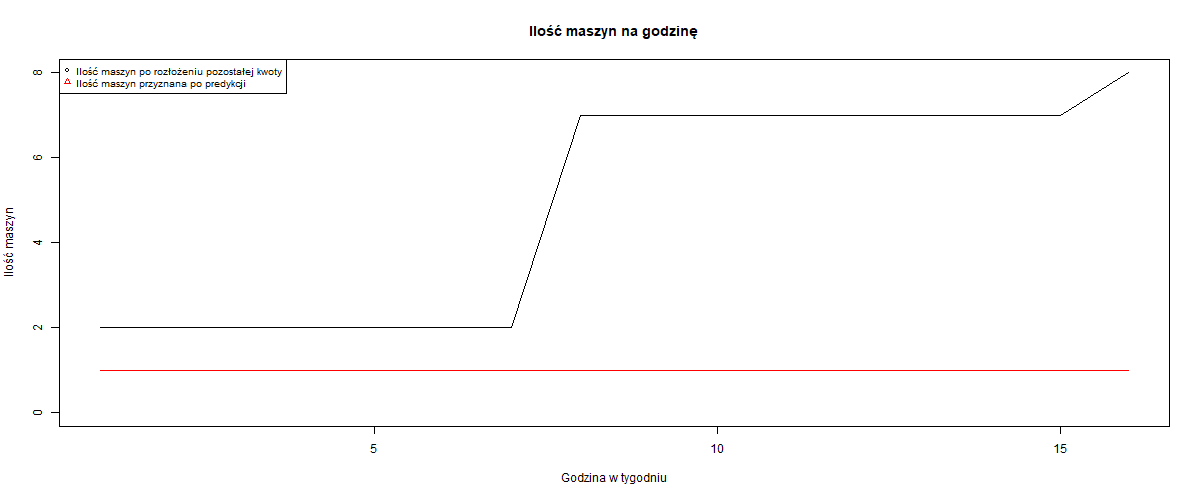 Ilość maszyn na godzinę
Ilość maszyn po rozłożeniu pozostałej kwoty
Ilość maszyn przyznana po predykcji
Ilość maszyn
8
6
4
2
0
5 10 15
Godzina w tygodniu